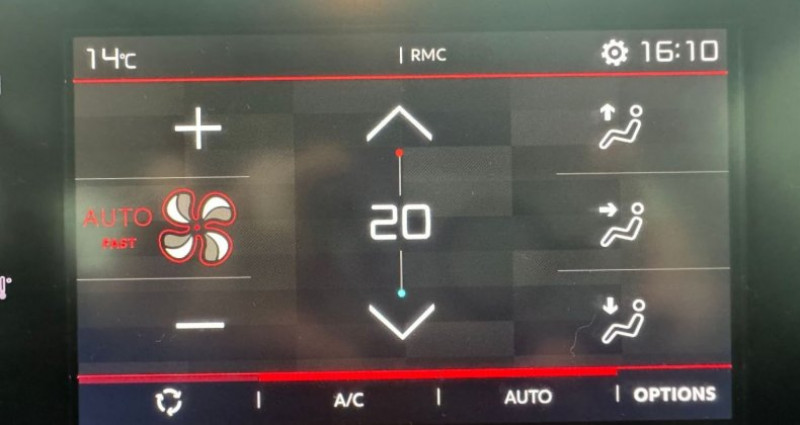 14°C
| RMC
16:10
AUTO
FAST
20
A/C
AUTO
OPTIONS